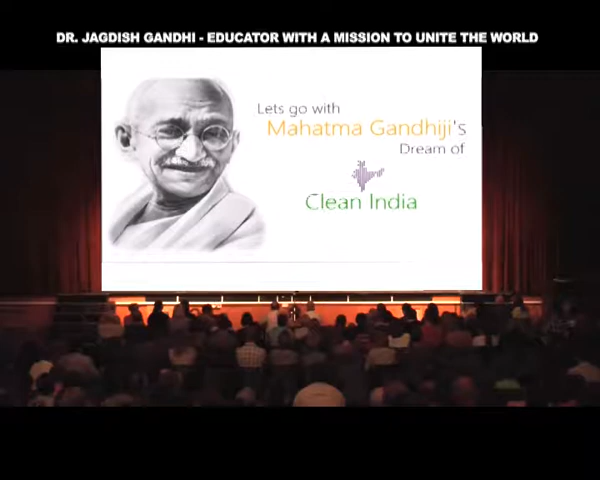 DR. JAGDISH GANDHI - EDUCATOR WITH A MISSION TO UNITE THE WORLD
Lets go with
Mahatma Gandhiji's
Dream of
Clean India